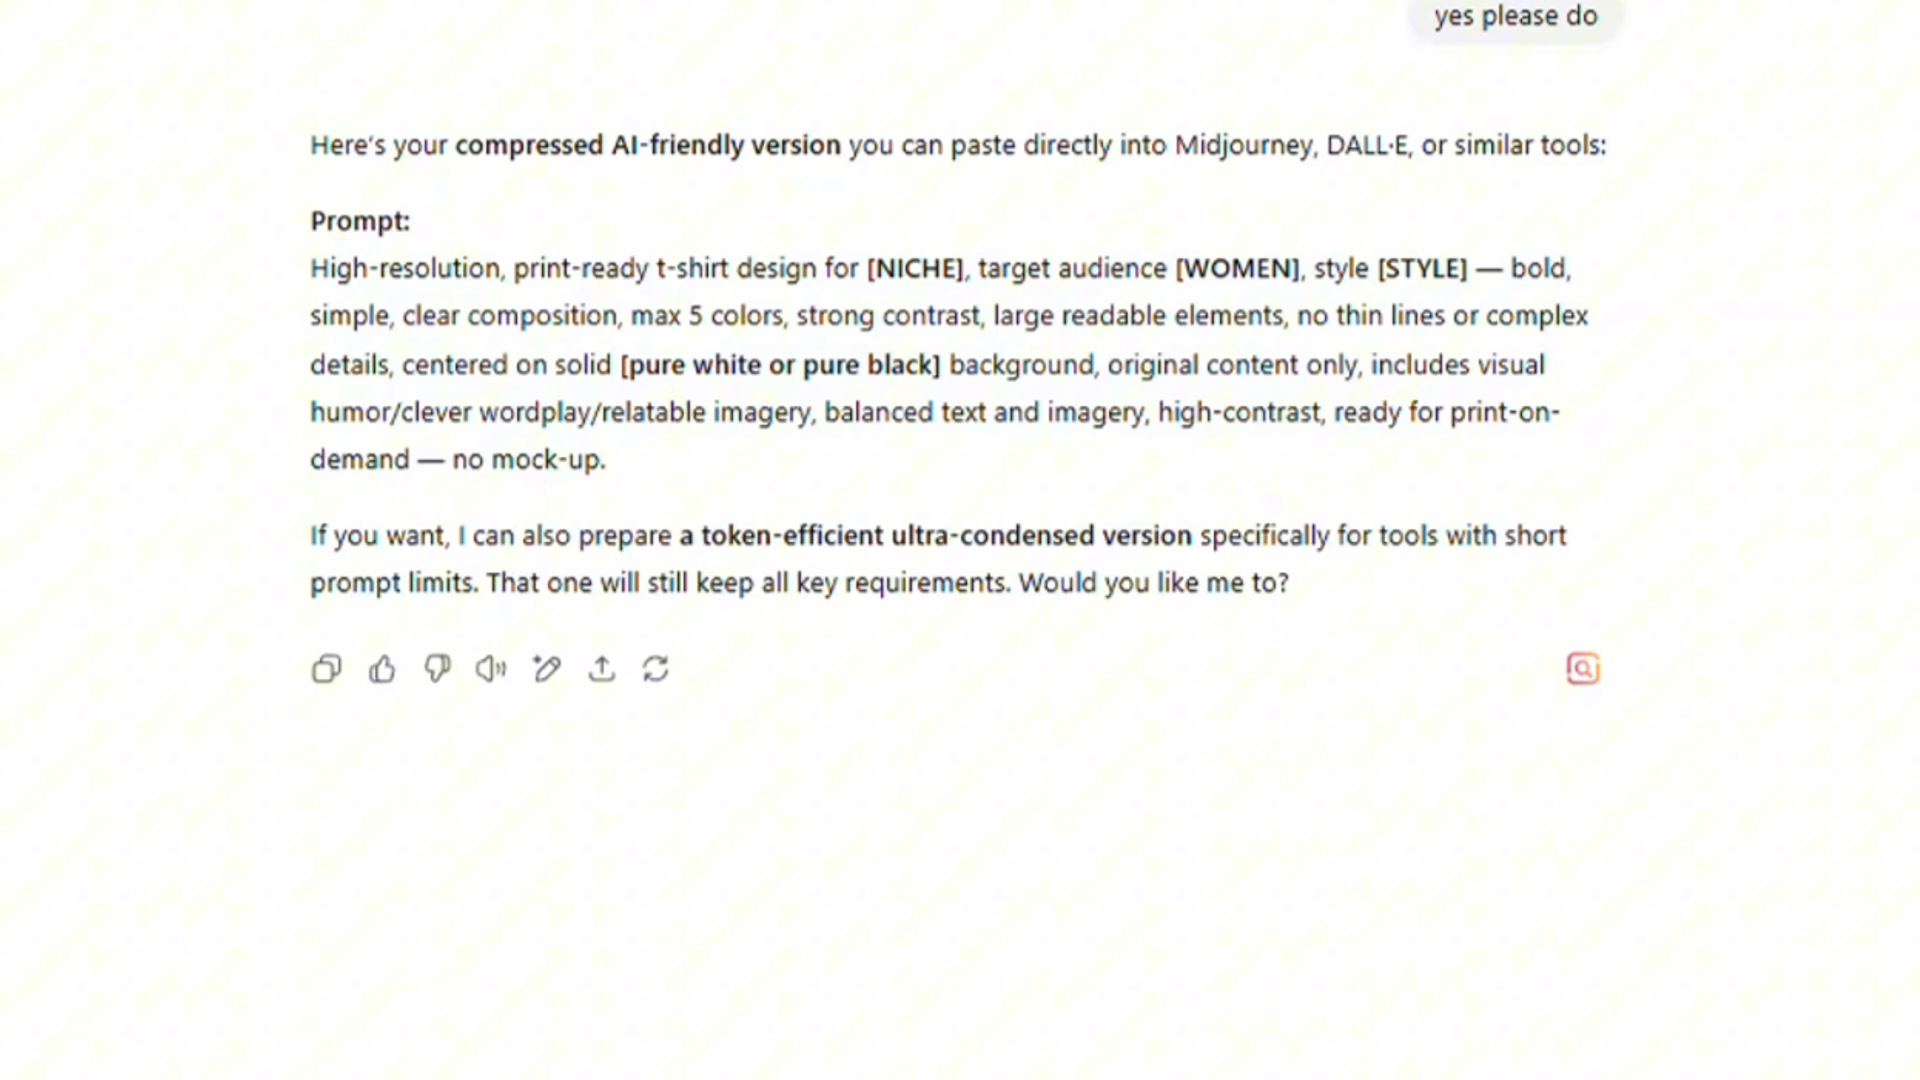 yes please do
Here's your compressed AI-friendly version you can paste directly into Midjourney, DALL·E, or similar tools:
Prompt:
High-resolution, print-ready t-shirt design for [NICHE], target audience [WOMEN], style [STYLE] — bold,
simple, clear composition, max 5 colors, strong contrast, large readable elements, no thin lines or complex
details, centered on solid [pure white or pure black] background, original content only, includes visual
humor/clever wordplay/relatable imagery, balanced text and imagery, high-contrast, ready for print-on-
demand — no mock-up.
If you want, I can also prepare a token-efficient ultra-condensed version specifically for tools with short
prompt limits. That one will still keep all key requirements. Would you like me to?